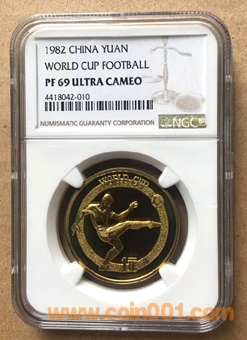 1982 CHINA YUAN
WORLD CUP FOOTBALL
PF 69 ULTRA CAMEO
4418042-010
NUMISMATIC GUARANTY CORPORATION
NGC
WORLD CUP
www.coin001.com